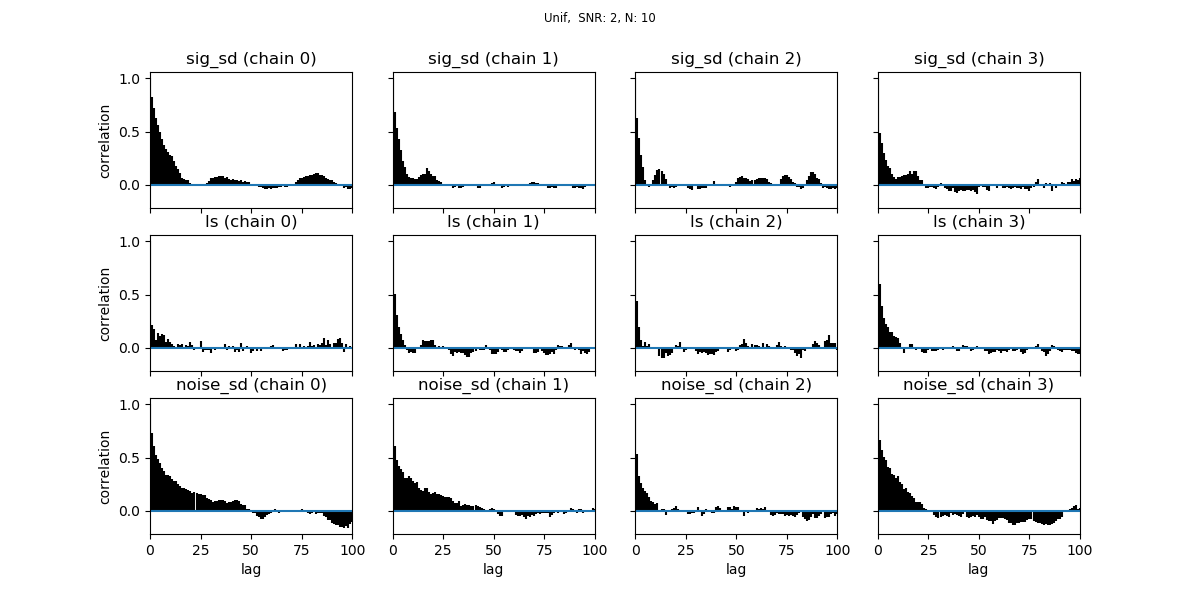 Unif,  SNR: 2, N: 10
sig_sd (chain 0) sig_sd (chain 1) sig_sd (chain 2) sig_sd (chain 3)
1.0
0.5
0.0
correlation
ls (chain 0) ls (chain 1) ls (chain 2) ls (chain 3)
1.0
0.5
0.0
correlation
noise_sd (chain 0) noise_sd (chain 1) noise_sd (chain 2) noise_sd (chain 3)
1.0
0.5
0.0
correlation
0 25 50 75 100 0 25 50 75 100 0 25 50 75 100 0 25 50 75 100
lag lag lag lag